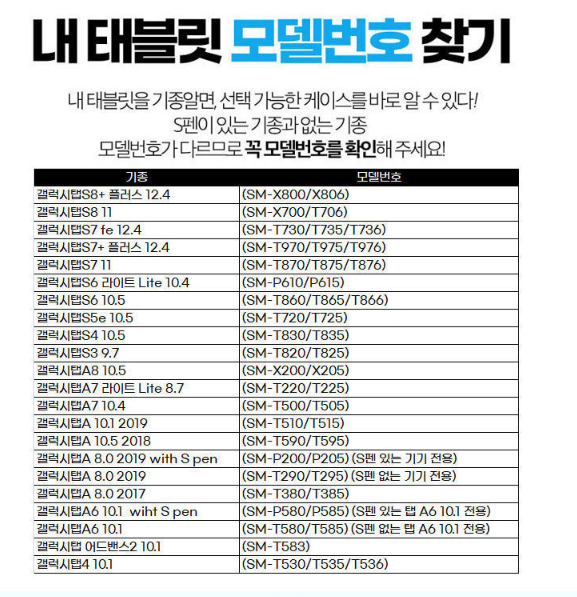 내 태블릿 모델번호 찾기
내 태블릿을 기종알면, 선택 가능한 케이스를 바로 알 수 있다!
S펜이 있는 기종과 없는 기종
모델번호가 다르므로 꼭 모델번호를 확인해 주세요!
기종 모델번호
갤럭시탭S8+ 플러스 12.4 (SM-X800/X806)
갤럭시탭S8 11 (SM-X700/T706)
갤럭시탭S7 fe 12.4 (SM-T730/T735/T736)
갤럭시탭S7+ 플러스 12.4 (SM-T970/T975/T976)
갤럭시탭S7 11 (SM-T870/T875/T876)
갤럭시탭S6 라이트 Lite 10.4 (SM-P610/P615)
갤럭시탭S6 10.5 (SM-T860/T865/T866)
갤럭시탭S5e 10.5 (SM-T720/T725)
갤럭시탭S4 10.5 (SM-T830/T835)
갤럭시탭S3 9.7 (SM-T820/T825)
갤럭시탭A8 10.5 (SM-X200/X205)
갤럭시탭A7 라이트 Lite 8.7 (SM-T220/T225)
갤럭시탭A7 10.4 (SM-T500/T505)
갤럭시탭A 10.1 2019 (SM-T510/T515)
갤럭시탭A 10.5 2018 (SM-T590/T595)
갤럭시탭A 8.0 2019 with S pen (SM-P200/P205) (S펜 있는 기기 전용)
갤럭시탭A 8.0 2019 (SM-T290/T295) (S펜 없는 기기 전용)
갤럭시탭A 8.0 2017 (SM-T380/T385)
갤럭시탭A6 10.1 wiht S pen (SM-P580/P585) (S펜 있는 탭 A6 10.1 전용)
갤럭시탭A6 10.1 (SM-T580/T585) (S펜 없는 탭 A6 10.1 전용)
갤럭시탭 어드밴스2 10.1 (SM-T583)
갤럭시탭4 10.1 (SM-T530/T535/T536)